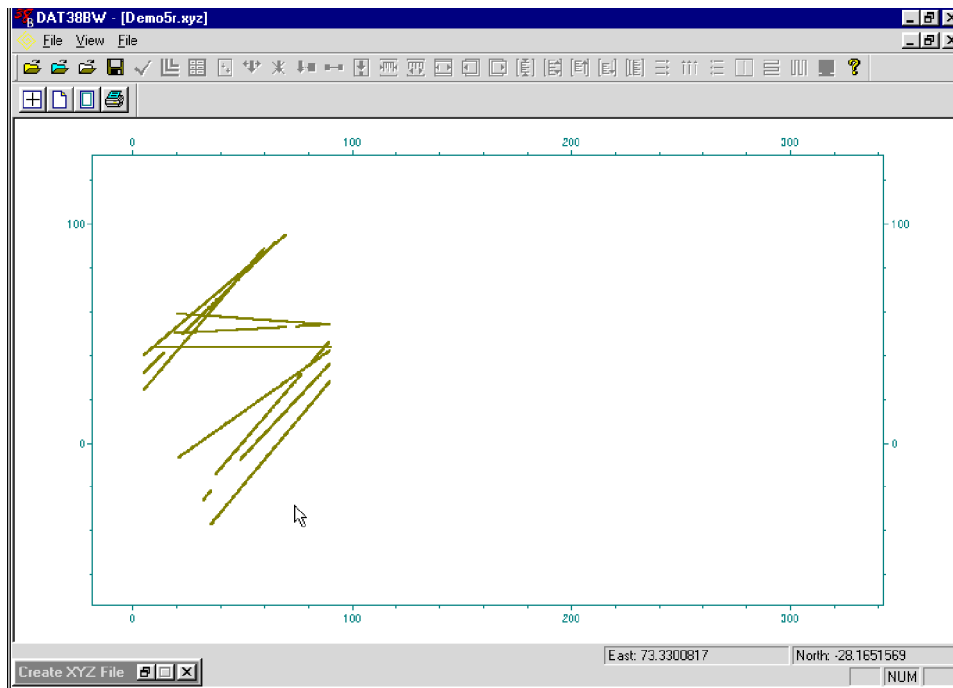 DAT38BW - [Demo5r.xyz]
File View File
0 100 200 300
100 100
0 0
0 100 200 300
East: 73.3300817 North: -28.1651569
Create XYZ File
NUM